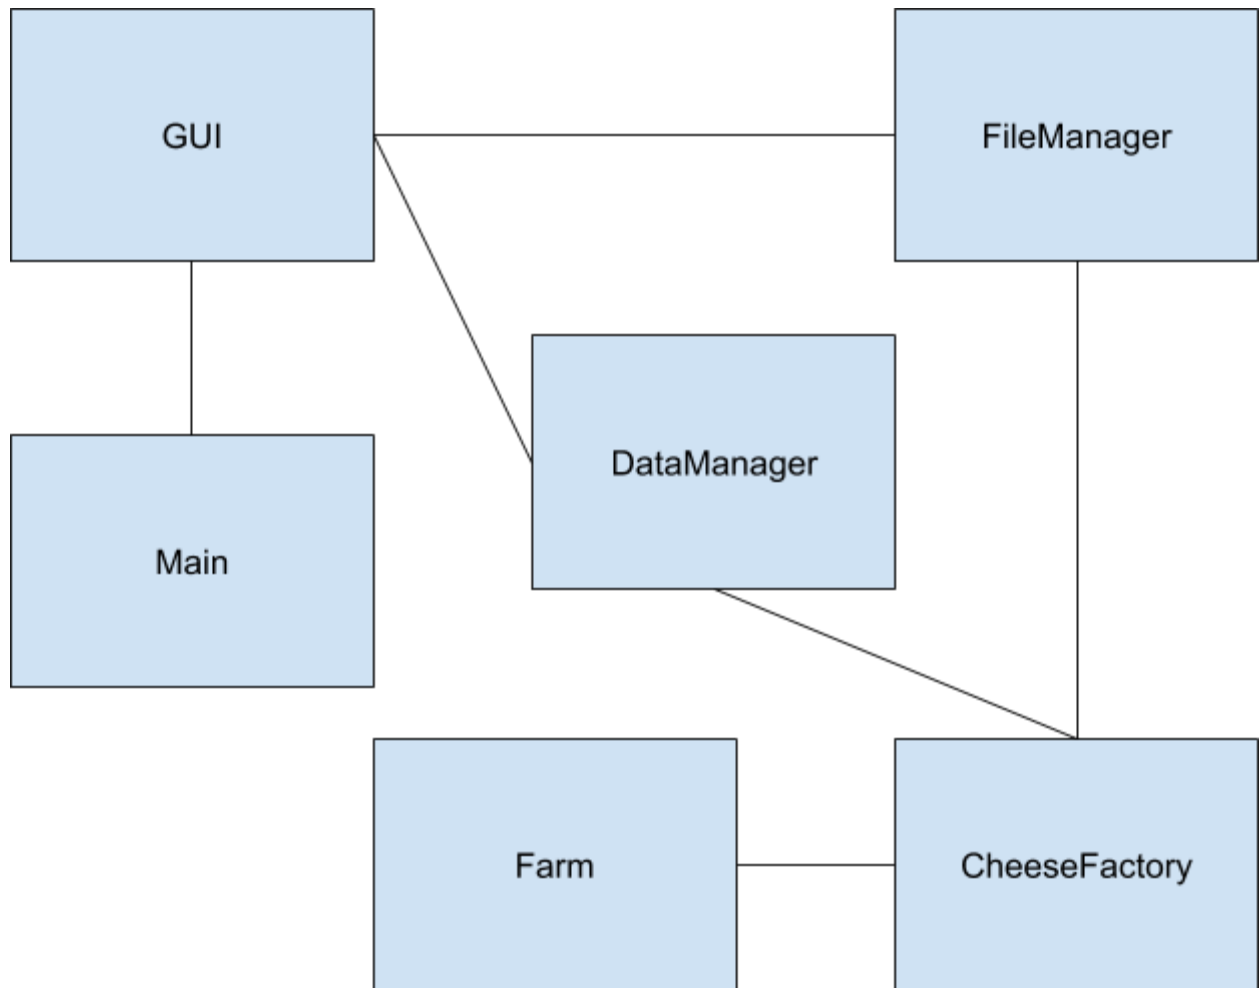 GUI
FileManager
DataManager
Main
Farm
CheeseFactory